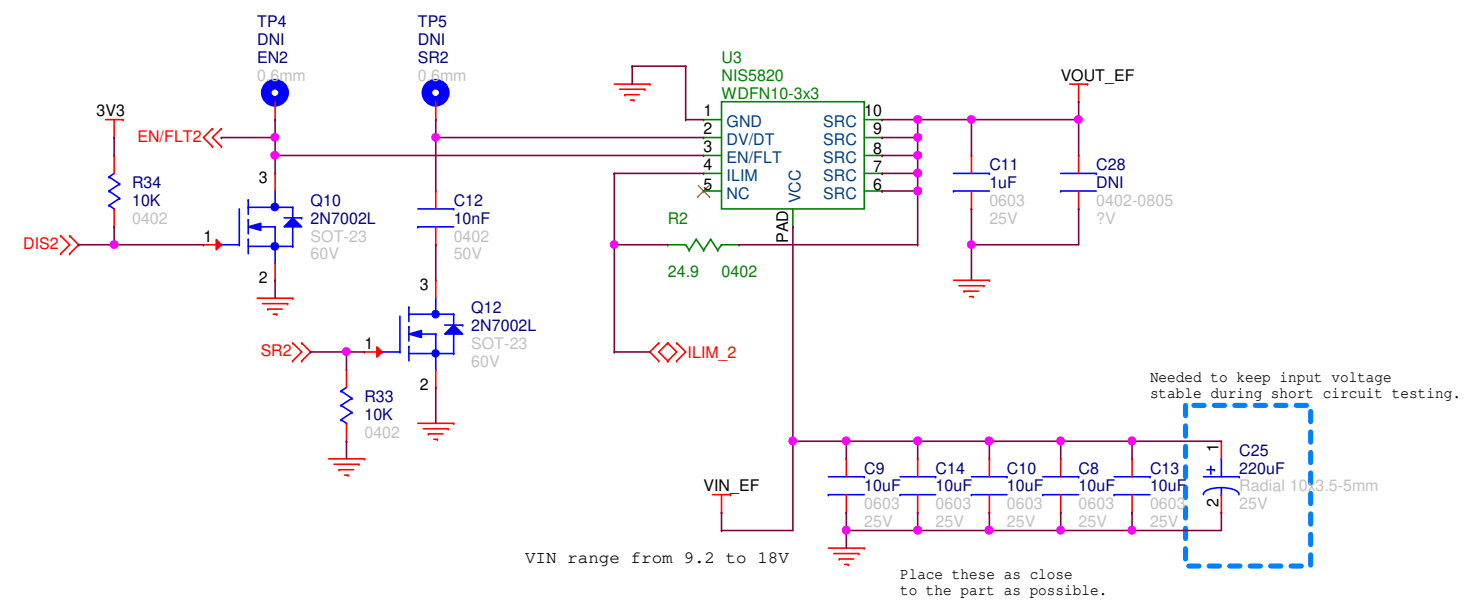 TP4
DNI
EN2
0.6mm
TP5
DNI
SR2
0.6mm
3V3
EN/FLT2
R34
10K
0402
DIS2
1
3
2
Q10
2N7002L
SOT-23
60V
C12
10nF
0402
50V
SR2
1
3
2
Q12
2N7002L
SOT-23
60V
R33
10K
0402
U3
NIS5820
WDFN10-3x3
1
2
3
4
5
GND
DV/DT
EN/FLT
ILIM
NC
VCC
PAD
SRC
SRC
SRC
SRC
SRC
10
9
8
7
6
R2
24.9
0402
ILIM_2
VOUT_EF
C11
1uF
0603
25V
C28
DNI
0402-0805
?V
Needed to keep input voltage
stable during short circuit testing.
VIN_EF
C9
10uF
0603
25V
C14
10uF
0603
25V
C10
10uF
0603
25V
C8
10uF
0603
25V
C13
10uF
0603
25V
1
+
2
C25
220uF
Radial 10x3.5-5mm
25V
VIN range from 9.2 to 18V
Place these as close
to the part as possible.